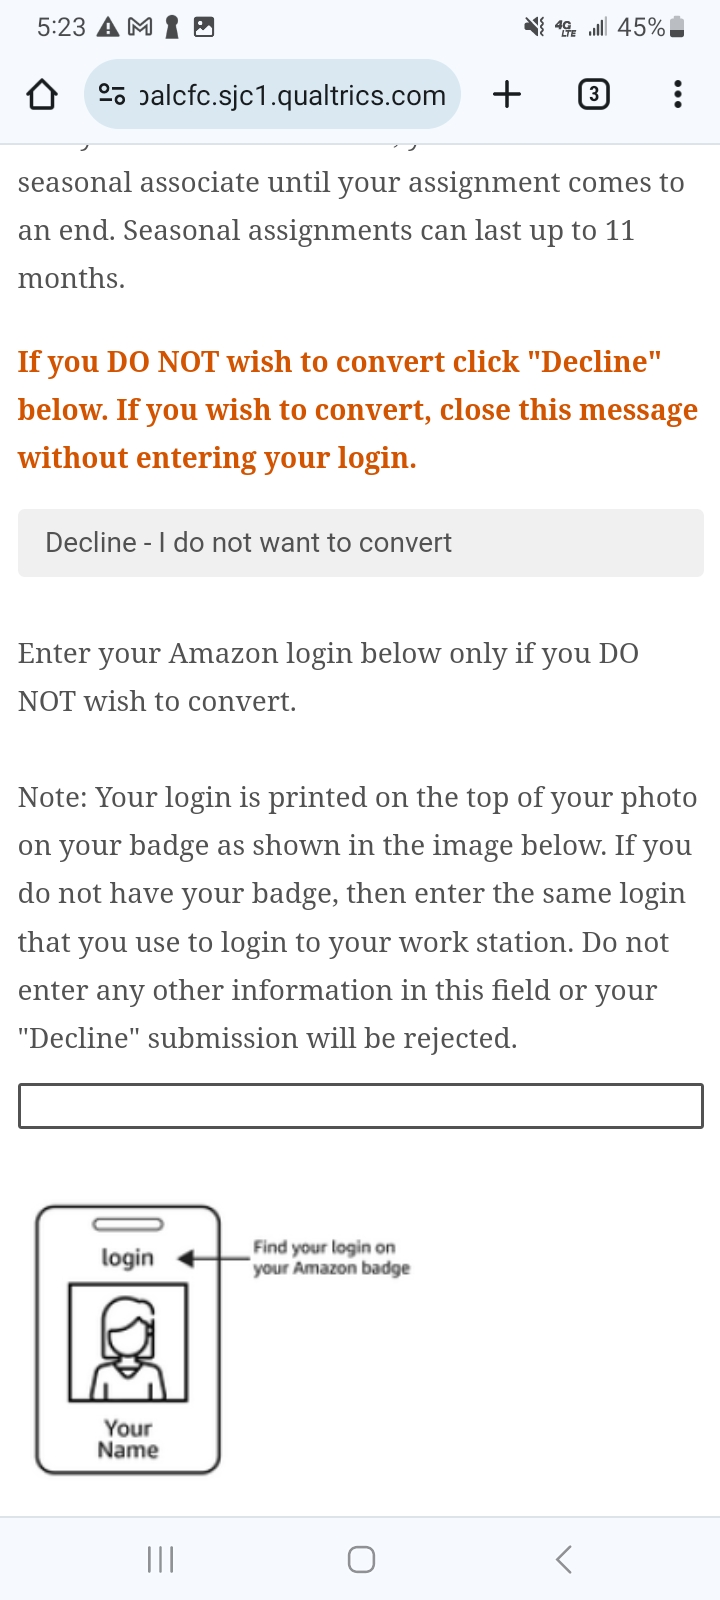 5:23
4G LTE
45%
balcfc.sjc1.qualtrics.com
3
seasonal associate until your assignment comes to
an end. Seasonal assignments can last up to 11
months.
If you DO NOT wish to convert click "Decline"
below. If you wish to convert, close this message
without entering your login.
Decline - I do not want to convert
Enter your Amazon login below only if you DO
NOT wish to convert.
Note: Your login is printed on the top of your photo
on your badge as shown in the image below. If you
do not have your badge, then enter the same login
that you use to login to your work station. Do not
enter any other information in this field or your
"Decline" submission will be rejected.
login
Find your login on
your Amazon badge
Your
Name